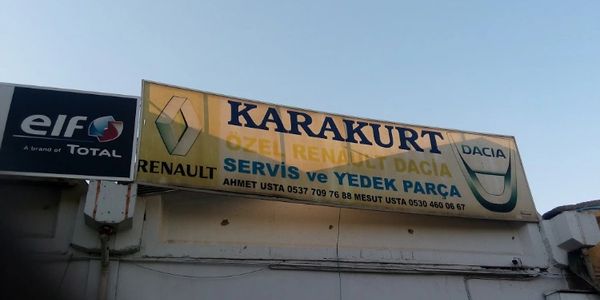 elf
A brand of TOTAL
RENAULT
KARAKURT
ÖZEL RENAULT DACİA
SERVİS ve YEDEK PARÇA
AHMET USTA 0537 709 76 88 MESUT USTA 0530 460 06 67
DACIA